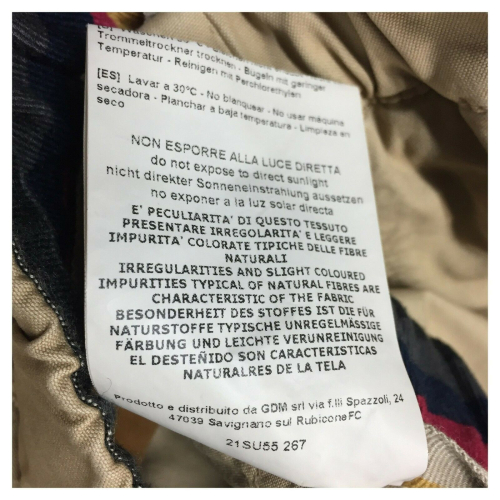 Trommeltrockner trocknen - Bügeln mit geringer
Temperatur - Reinigen mit Perchlorethylen
[ES] Lavar a 30°C - No blanquear - No usar máquina
secadora - Planchar a baja temperatura - Limpieza en
seco
NON ESPORRE ALLA LUCE DIRETTA
do not expose to direct sunlight
nicht direkter Sonneneinstrahlung aussetzen
no exponer a la luz solar directa
E' PECULIARITA' DI QUESTO TESSUTO
PRESENTARE IRREGOLARITA' E LEGGERE
IMPURITA' COLORATE TIPICHE DELLE FIBRE
NATURALI
IRREGULARITIES AND SLIGHT COLOURED
IMPURITIES TYPICAL OF NATURAL FIBRES ARE
CHARACTERISTIC OF THE FABRIC
BESONDERHEIT DES STOFFES IST DIE FÜR
NATURSTOFFE TYPISCHE UNREGELMÄSSIGE
FÄRBUNG UND LEICHTE VERUNREINIGUNG
EL DESTEÑIDO SON CARACTERISTICAS
NATURALRES DE LA TELA
Prodotto e distribuito da GDM srl via f.lli Spazzoli, 24
47039 Savignano sul RubiconeFC
21SU55 267